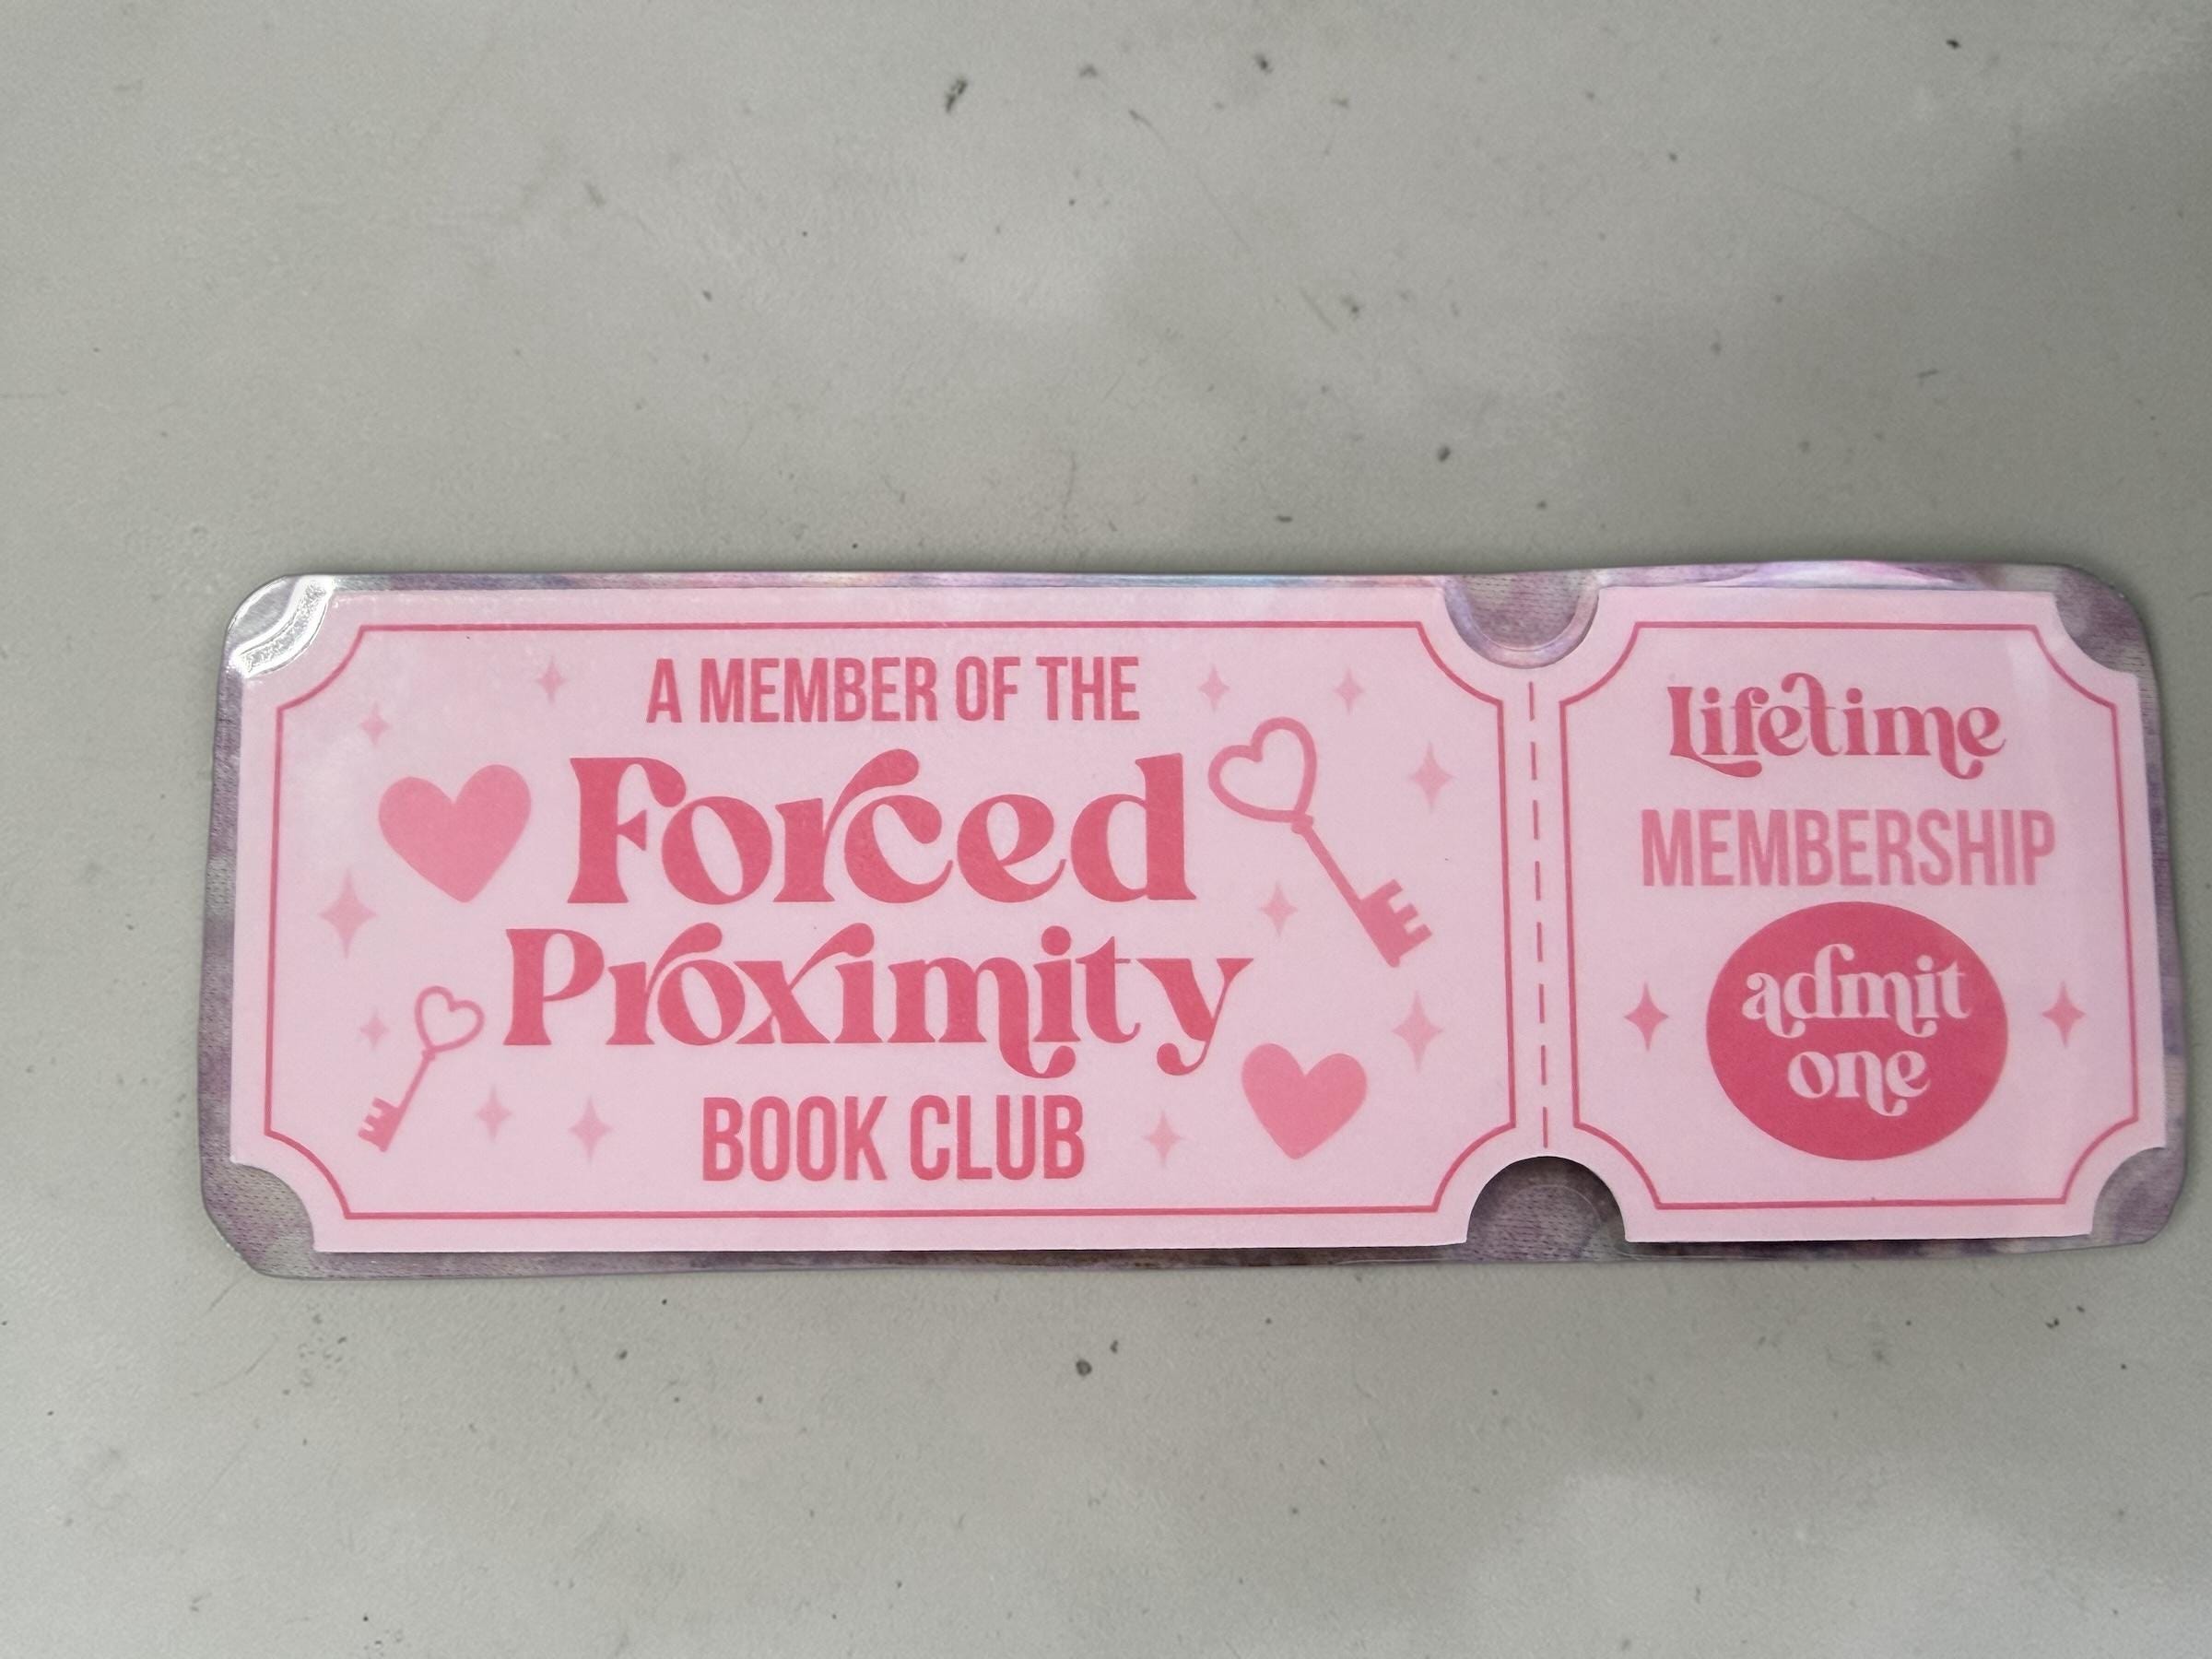 A MEMBER OF THE
Forced
Proximity
BOOK CLUB
Lifetime
MEMBERSHIP
admit
one